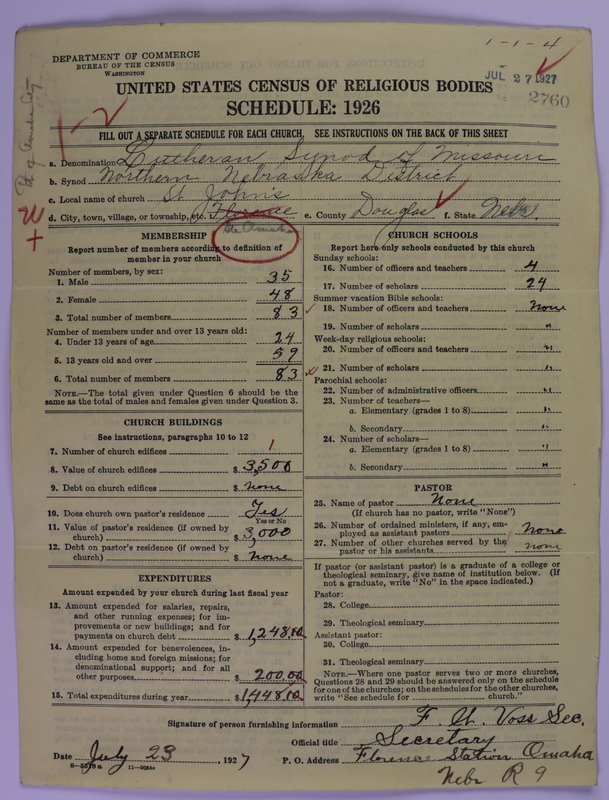 1-1-4
DEPARTMENT OF COMMERCE
BUREAU OF THE CENSUS
WASHINGTON
JUL 27 1927
2760
UNITED STATES CENSUS OF RELIGIOUS BODIES
SCHEDULE: 1926
1-2
Pt of Omaha City
FILL OUT A SEPARATE SCHEDULE FOR EACH CHURCH. SEE INSTRUCTIONS ON THE BACK OF THIS SHEET
a. Denomination Lutheran Synod of Missouri
b. Synod Northern Nebraska District
c. Local name of church St John's
d. City, town, village, or township, etc. Florence e. County Douglas f. State Nebr.
Omaha
MEMBERSHIP
Report number of members according to definition of member in your church
Number of members, by sex:
1. Male 35
2. Female 48
3. Total number of members 83
Number of members under and over 13 years old:
4. Under 13 years of age 24
5. 13 years old and over 59
6. Total number of members 83
NOTE.—The total given under Question 6 should be the same as the total of males and females given under Question 3.
CHURCH BUILDINGS
See instructions, paragraphs 10 to 12
7. Number of church edifices 1
8. Value of church edifices $ 3,500
9. Debt on church edifices $ none
10. Does church own pastor's residence Yes
Yes or No
11. Value of pastor's residence (if owned by church) $ 3,000
12. Debt on pastor's residence (if owned by church) $ none
EXPENDITURES
Amount expended by your church during last fiscal year
13. Amount expended for salaries, repairs, and other running expenses; for improvements or new buildings; and for payments on church debt $ 1,248.10
14. Amount expended for benevolences, including home and foreign missions; for denominational support; and for all other purposes $ 200.00
15. Total expenditures during year $ 1,448.10
CHURCH SCHOOLS
Report here only schools conducted by this church
Sunday schools:
16. Number of officers and teachers 4
17. Number of scholars 24
Summer vacation Bible schools:
18. Number of officers and teachers None
19. Number of scholars "
Week-day religious schools:
20. Number of officers and teachers "
21. Number of scholars "
Parochial schools:
22. Number of administrative officers "
23. Number of teachers—
a. Elementary (grades 1 to 8) "
b. Secondary "
24. Number of scholars—
a. Elementary (grades 1 to 8) "
b. Secondary "
PASTOR
25. Name of pastor None
(If church has no pastor, write "None")
26. Number of ordained ministers, if any, employed as assistant pastors None
27. Number of other churches served by the pastor or his assistants none
If pastor (or assistant pastor) is a graduate of a college or theological seminary, give name of institution below. (If not a graduate, write "No" in the space indicated.)
Pastor:
28. College
29. Theological seminary
Assistant pastor:
30. College
31. Theological seminary
NOTE.—Where one pastor serves two or more churches, Questions 28 and 29 should be answered only on the schedule for one of the churches; on the schedules for the other churches, write "See schedule for church."
Signature of person furnishing information F. H. Voss Sec.
Official title Secretary
Date July 23, 1927 P. O. Address Florence Station Omaha
Nebr R 9